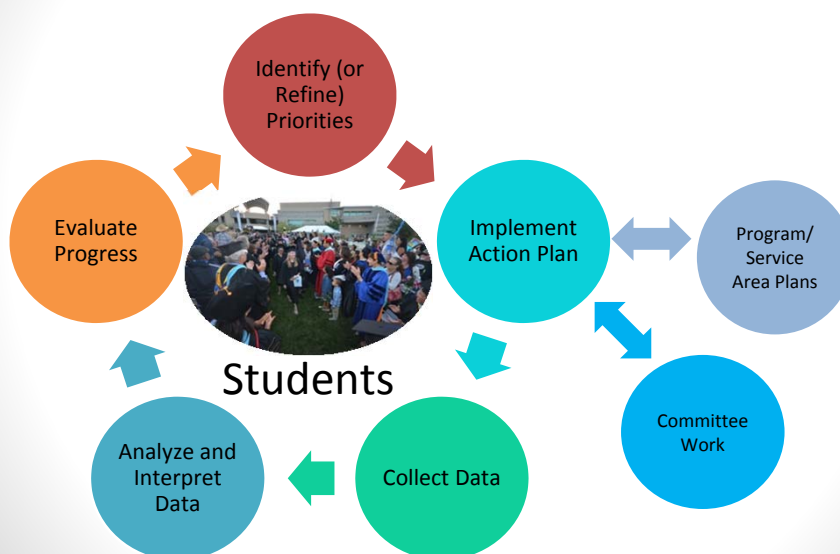 Identify (or
Refine)
Priorities
Evaluate
Progress
Implement
Action Plan
Program/
Service
Area Plans
Students
Analyze and
Interpret
Data
Collect Data
Committee
Work